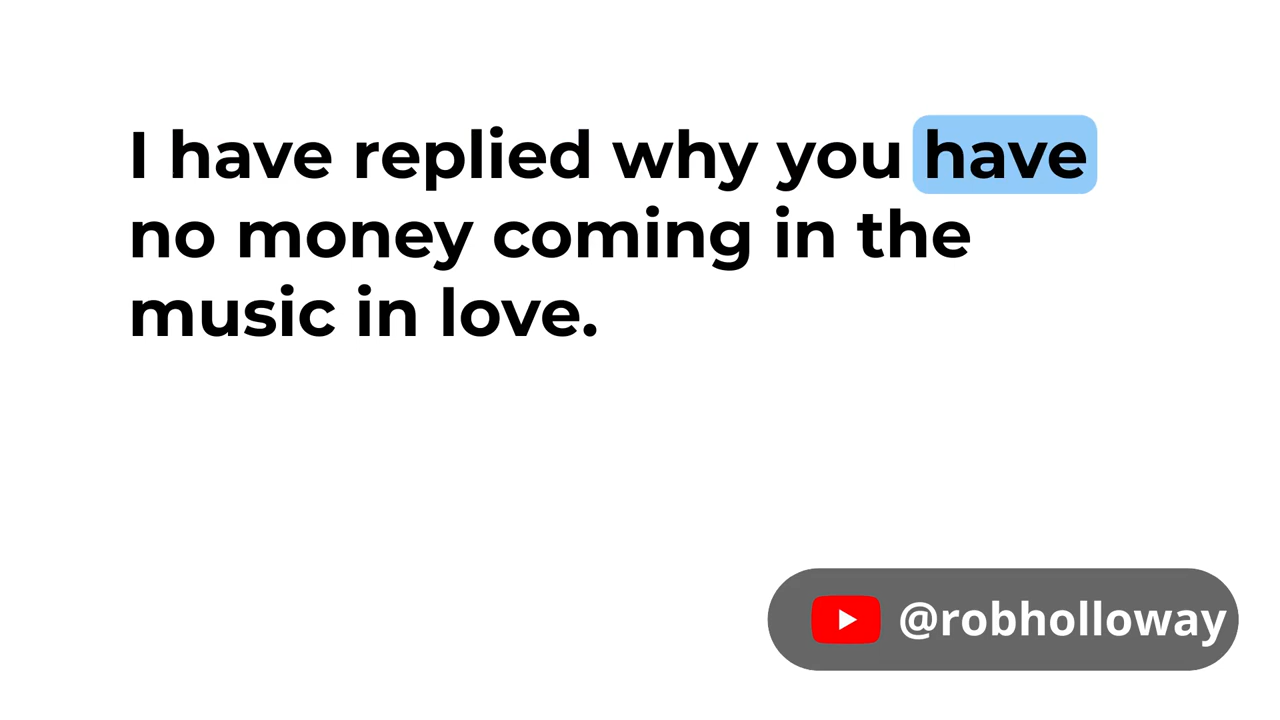 I have replied why you have
no money coming in the
music in love.
@robholloway